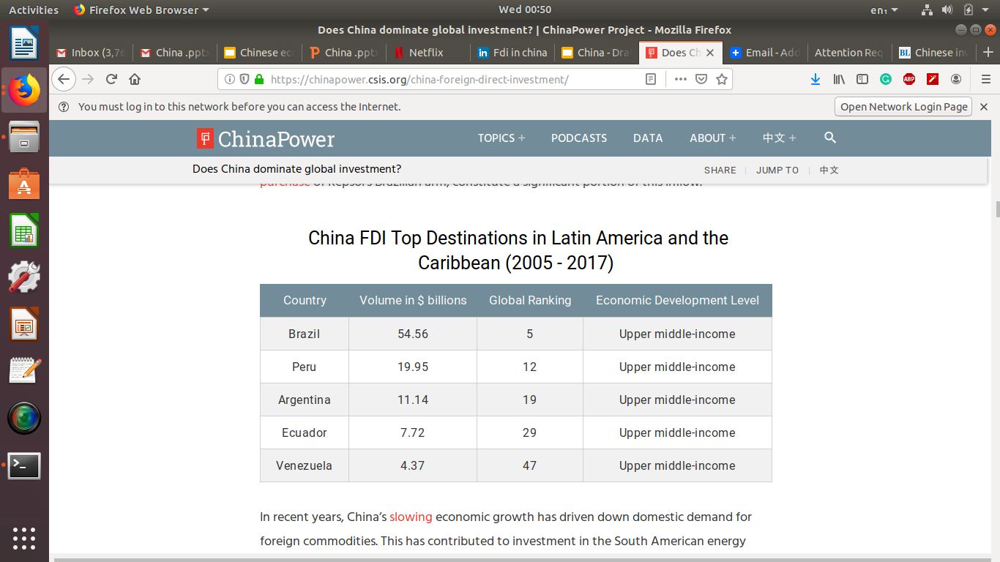 Activities Firefox Web Browser Wed 00:50 en₁
Does China dominate global investment? | ChinaPower Project - Mozilla Firefox
Inbox (3,76 China .pptx Chinese ec China .pptx Netflix Fdi in china China - Dra Does Ch Email - Add Attention Req BL Chinese inv
https://chinapower.csis.org/china-foreign-direct-investment/ ABP
You must log in to this network before you can access the Internet. Open Network Login Page
ChinaPower TOPICS + PODCASTS DATA ABOUT + 中文 +
Does China dominate global investment? SHARE JUMP TO 中文
purchase of Repsol's Brazilian arm, constitute a significant portion of this inflow.
China FDI Top Destinations in Latin America and the
Caribbean (2005 - 2017)
Country Volume in $ billions Global Ranking Economic Development Level
Brazil 54.56 5 Upper middle-income
Peru 19.95 12 Upper middle-income
Argentina 11.14 19 Upper middle-income
Ecuador 7.72 29 Upper middle-income
Venezuela 4.37 47 Upper middle-income
In recent years, China's slowing economic growth has driven down domestic demand for
foreign commodities. This has contributed to investment in the South American energy